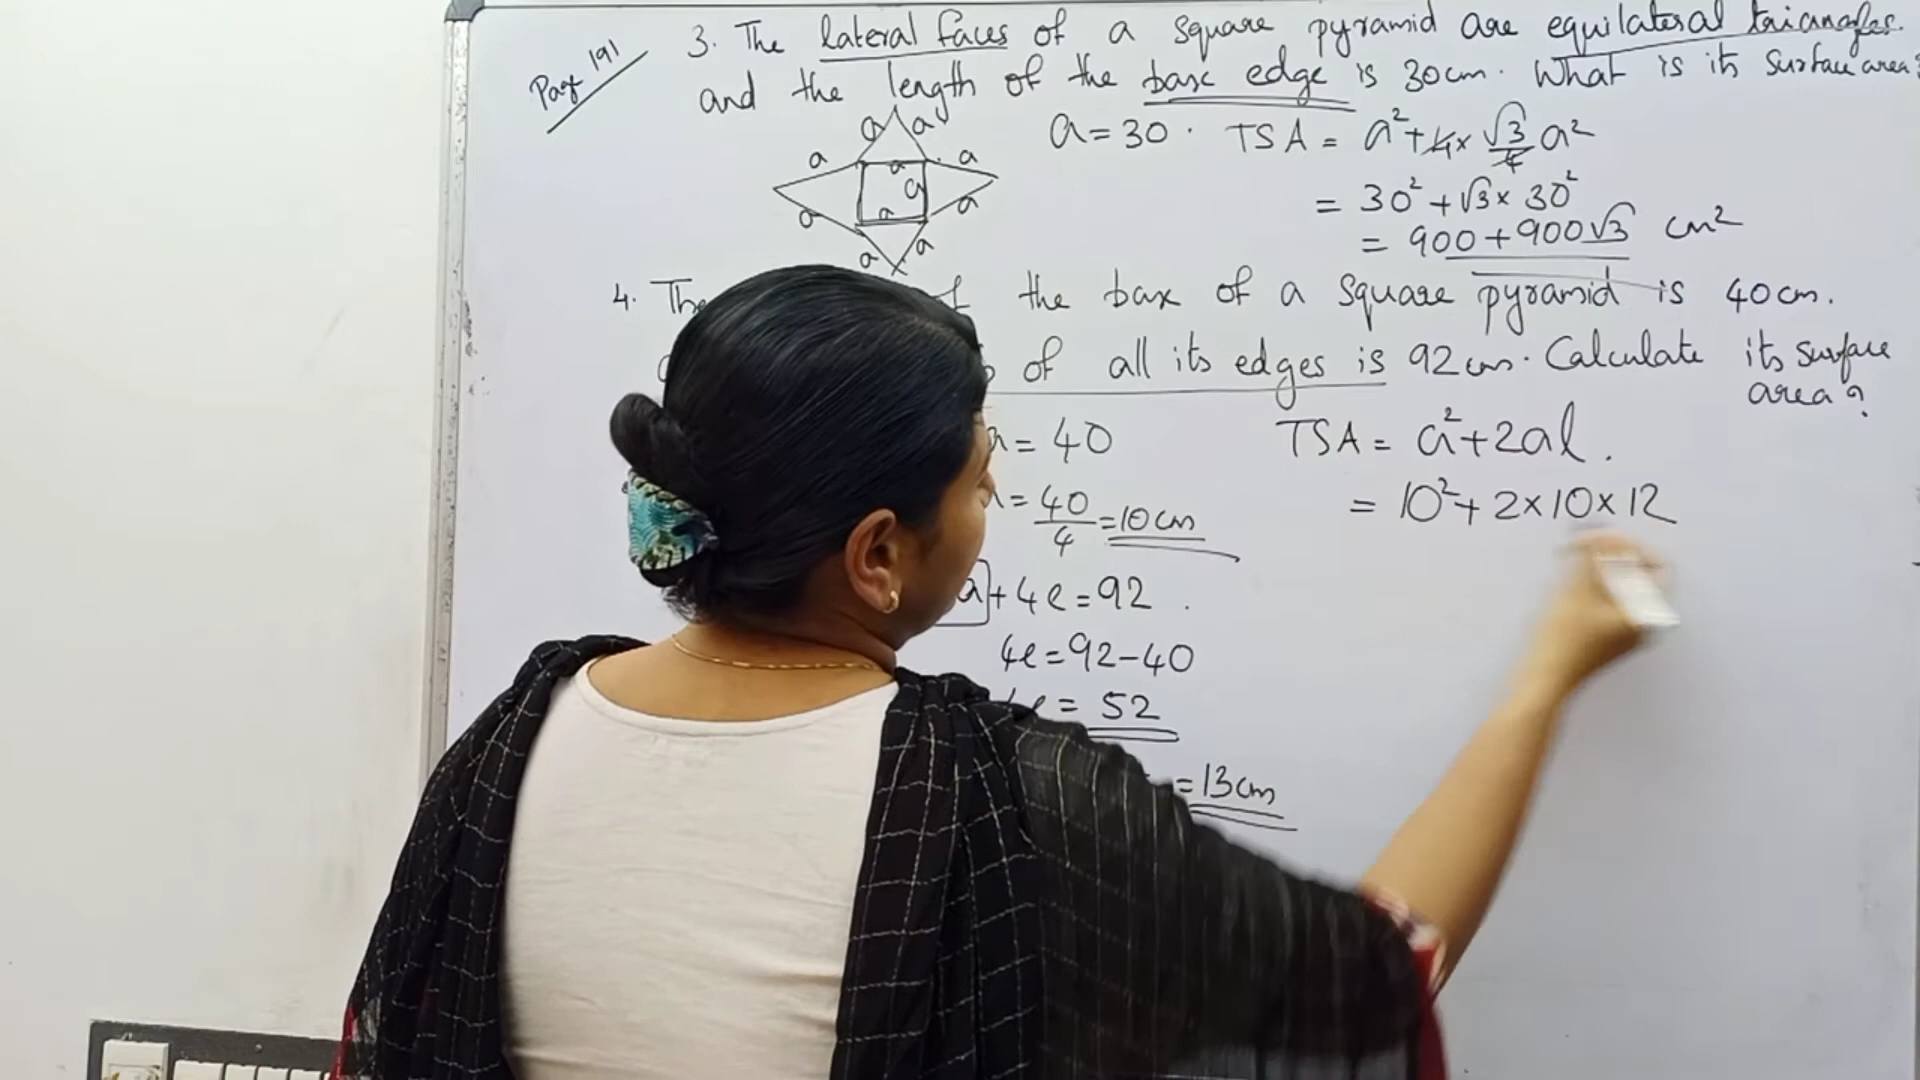 Page 191
3. The lateral faces of a square pyramid are equilateral triangles.
and the length of the base edge is 30cm. What is its surface area?
a a
a a a
a
a a a
a a
a = 30. TSA = a²+4×√3/4 a²
= 30²+√3×30²
= 900+900√3 cm²
4. The the base of a square pyramid is 40cm.
of all its edges is 92cm. Calculate its surface
area?
a = 40
= 40/4 = 10cm
a+4e=92.
4e=92-40
e = 52
=13cm
TSA = a²+2al.
= 10²+2×10×12